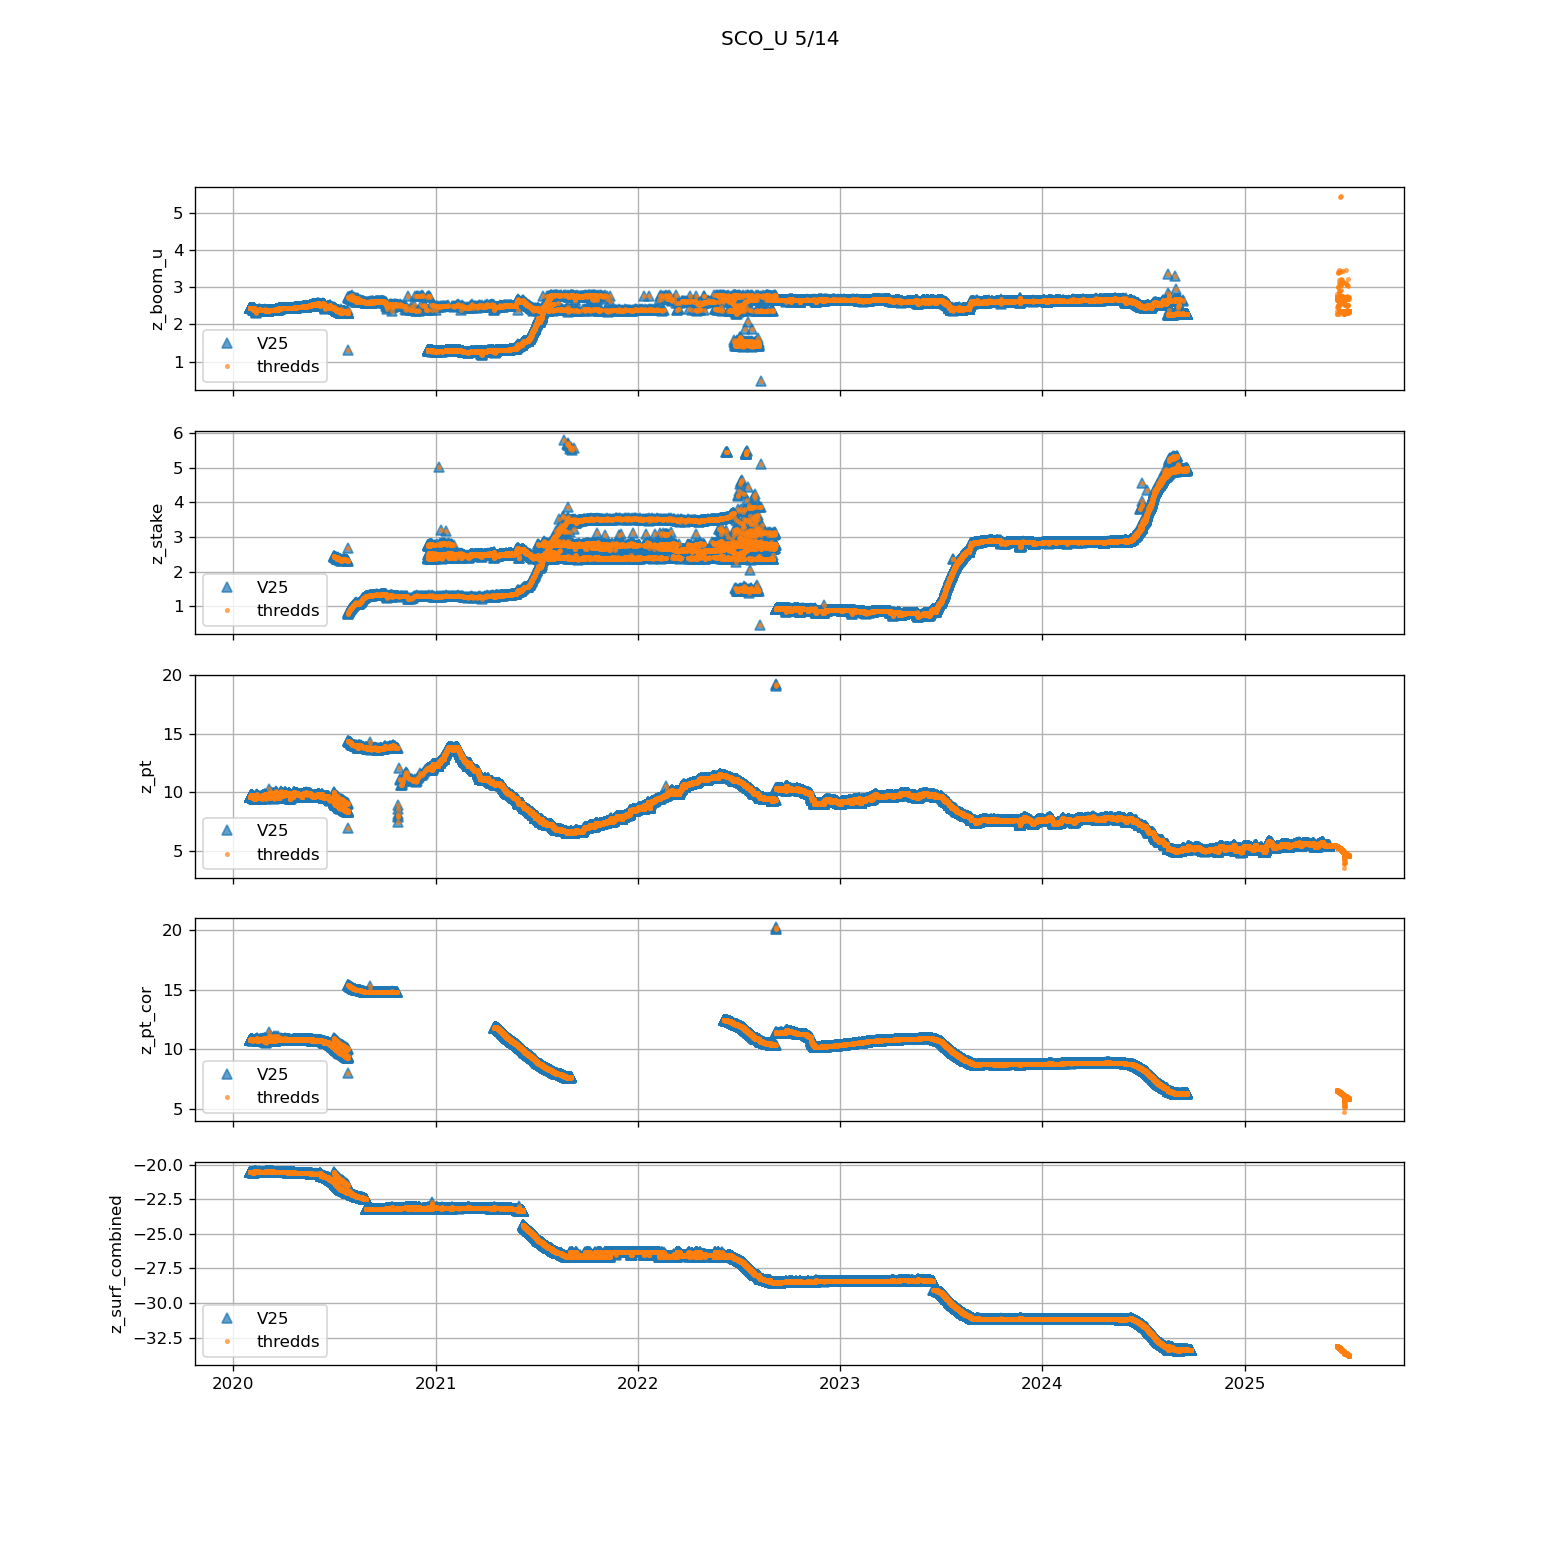 SCO_U 5/14
5
4
3
2
1
z_boom_u
V25
thredds
6
5
4
3
2
1
z_stake
V25
thredds
20
15
10
5
z_pt
V25
thredds
20
15
10
5
z_pt_cor
V25
thredds
−20.0
−22.5
−25.0
−27.5
−30.0
−32.5
z_surf_combined
V25
thredds
2020 2021 2022 2023 2024 2025